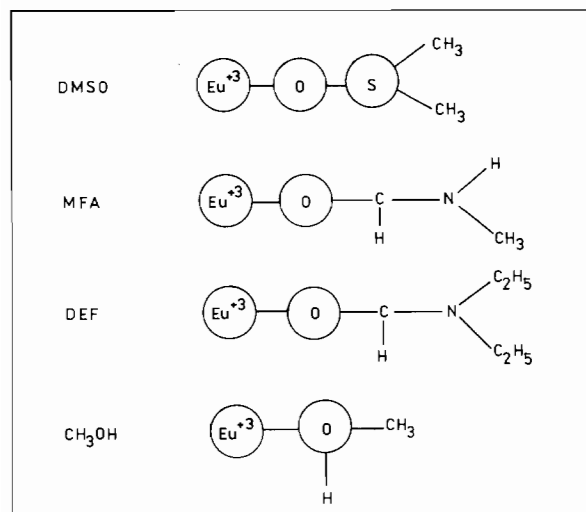 DMSO Eu+3 O S CH3 CH3
MFA Eu+3 O C H N H CH3
DEF Eu+3 O C H N C2H5 C2H5
CH3OH Eu+3 O CH3 H